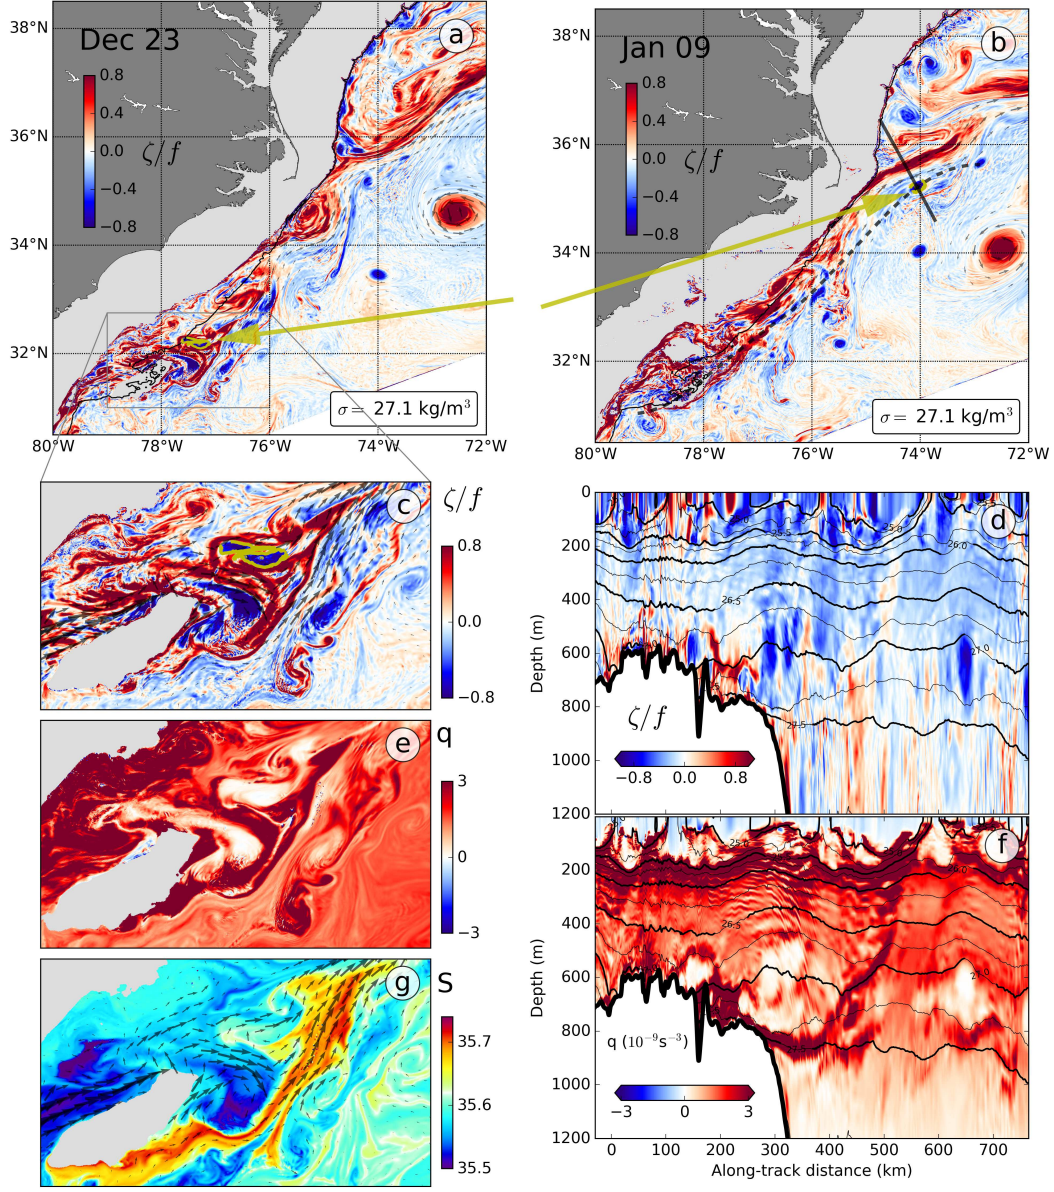 Dec 23
a
0.8
0.4
0.0
−0.4
−0.8
ζ/f
σ = 27.1 kg/m³
38°N
36°N
34°N
32°N
80°W
78°W
76°W
74°W
72°W
Jan 09
b
0.8
0.4
0.0
−0.4
−0.8
ζ/f
σ = 27.1 kg/m³
38°N
36°N
34°N
32°N
80°W
78°W
76°W
74°W
72°W
c
ζ/f
0.8
0.0
−0.8
e
q
3
0
−3
g
S
35.7
35.6
35.5
d
0
200
400
600
800
1000
1200
Depth (m)
25.0
25.5
26.0
26.5
27.0
27.5
ζ/f
−0.8 0.0 0.8
f
200
400
600
800
1000
1200
Depth (m)
25.0
26.0
26.5
27.0
q (10⁻⁹s⁻³)
−3 0 3
0 100 200 300 400 500 600 700
Along-track distance (km)